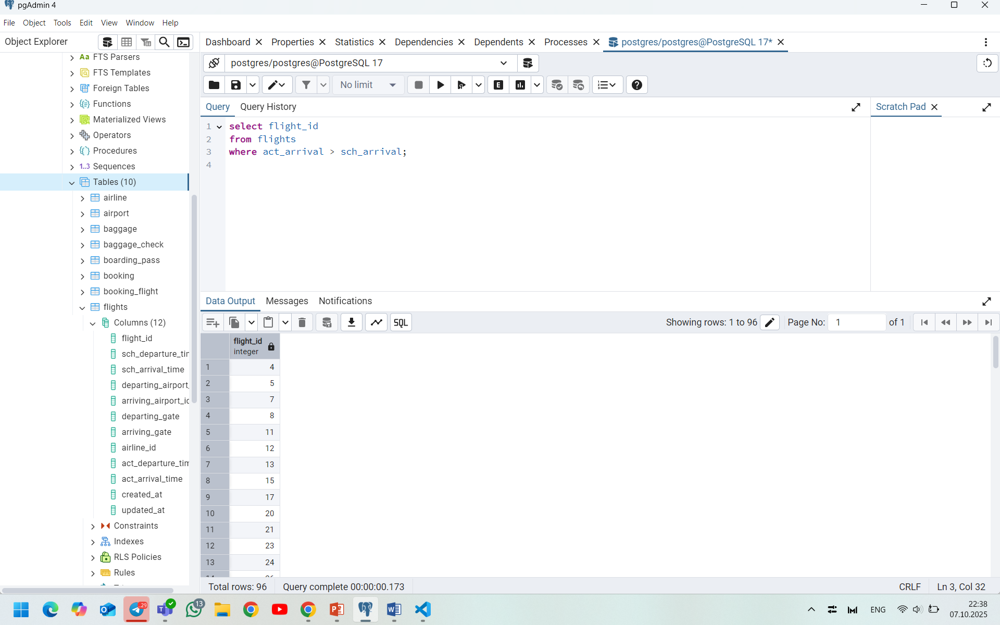 pgAdmin 4
File Object Tools Edit View Window Help
Object Explorer
Dashboard Properties Statistics Dependencies Dependents Processes postgres/postgres@PostgreSQL 17*
postgres/postgres@PostgreSQL 17
No limit
Query Query History
Scratch Pad
1 select flight_id
2 from flights
3 where act_arrival > sch_arrival;
4
FTS Parsers
FTS Templates
Foreign Tables
Functions
Materialized Views
Operators
Procedures
1..3 Sequences
Tables (10)
airline
airport
baggage
baggage_check
boarding_pass
booking
booking_flight
flights
Columns (12)
flight_id
sch_departure_tir
sch_arrival_time
departing_airport_
arriving_airport_ic
departing_gate
arriving_gate
airline_id
act_departure_tim
act_arrival_time
created_at
updated_at
Constraints
Indexes
RLS Policies
Rules
Data Output Messages Notifications
SQL
Showing rows: 1 to 96 Page No: 1 of 1
flight_id
integer
1 4
2 5
3 7
4 8
5 11
6 12
7 13
8 15
9 17
10 20
11 21
12 23
13 24
Total rows: 96 Query complete 00:00:00.173
CRLF Ln 3, Col 32
..29
13
ENG
22:38
07.10.2025